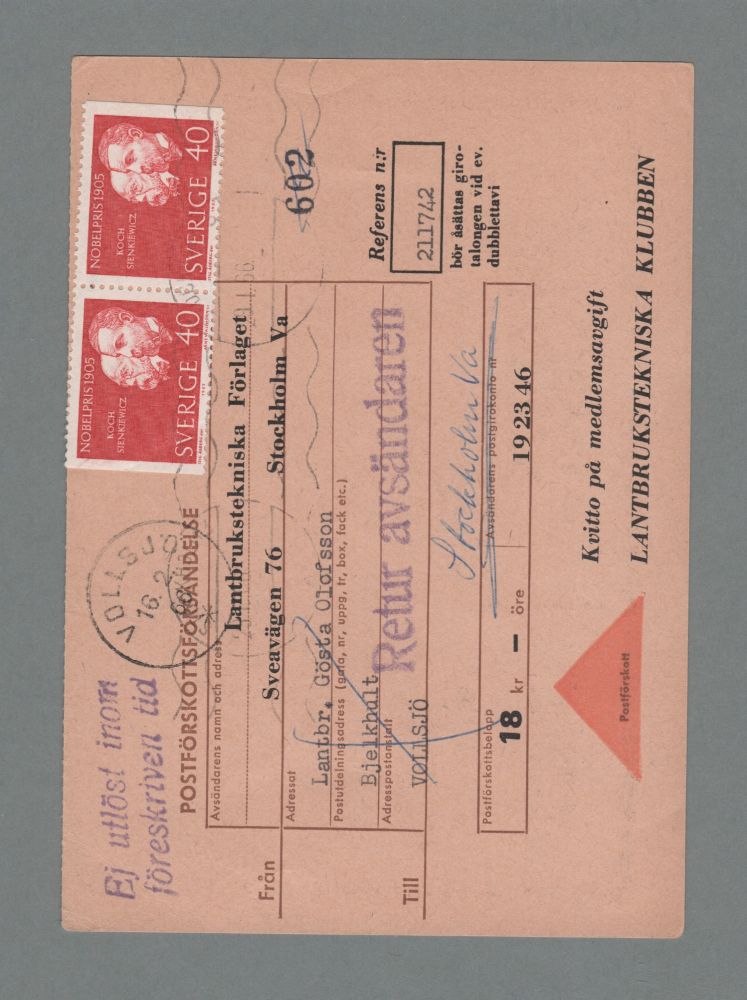 Ej utlöst inom
föreskriven tid
VOLLSJÖ
16.2.
66
NOBELPRIS 1905
KOCH
SIENKIEWICZ
SVERIGE 40
NOBELPRIS 1905
KOCH
SIENKIEWICZ
SVERIGE 40
POSTFÖRSKOTTSFÖRSÄNDELSE
Från
Avsändarens namn och adress
Lantbrukstekniska Förlaget
Sveavägen 76 Stockholm Va
602
Adressat
Lantbr. Gösta Olofsson
Postutdelningsadress (gata, nr, uppg, tr, box, fack etc.)
Bjelkhult
Till
Adresspostanstalt
VOLLSJÖ
Retur avsändaren
Stockholm Va
Referens n:r
211742
bör åsättas giro-
talongen vid ev.
dubblettavi
Postförskottsbelopp
18 kr — öre
Avsändarens postgirokonto nr
19 23 46
Postförskott
Kvitto på medlemsavgift
LANTBRUKSTEKNISKA KLUBBEN